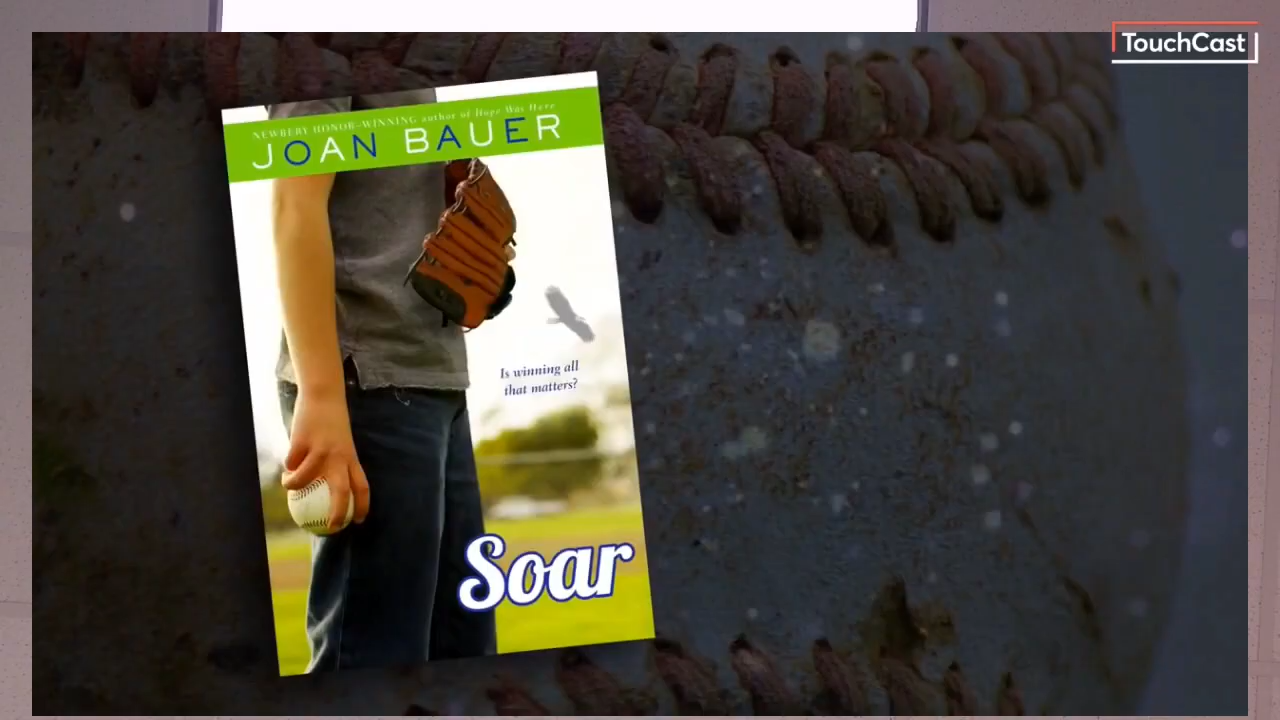 TouchCast
NEWBERY HONOR–WINNING author of Hope Was Here
JOAN BAUER
Is winning all
that matters?
Soar